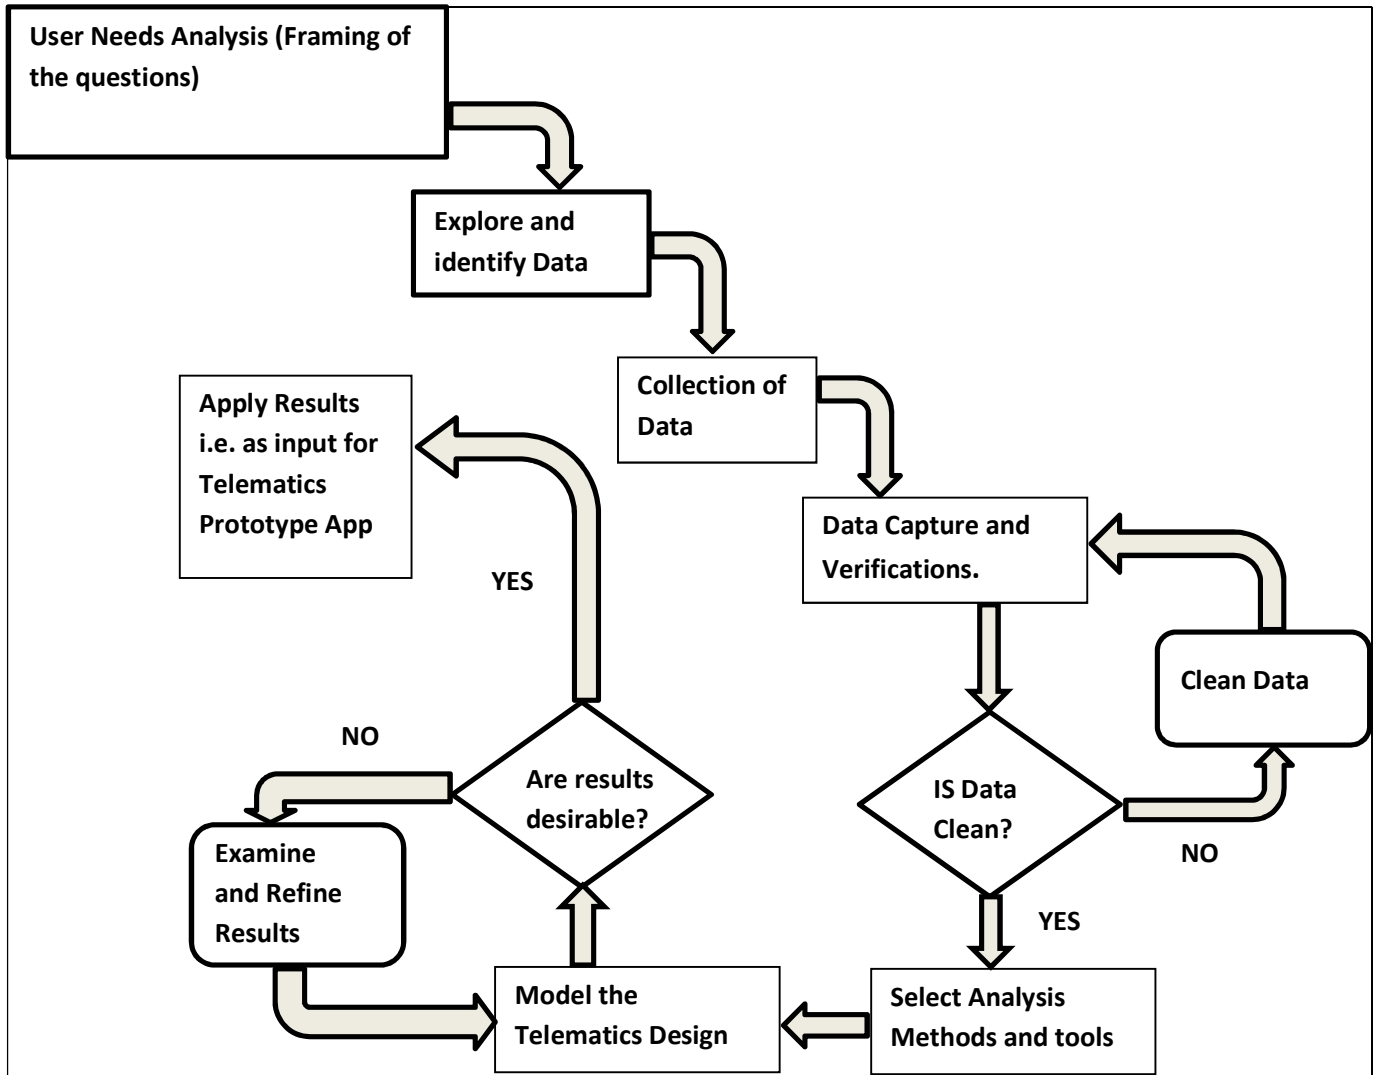 User Needs Analysis (Framing of
the questions)
Explore and
identify Data
Collection of
Data
Apply Results
i.e. as input for
Telematics
Prototype App
Data Capture and
Verifications.
YES
Clean Data
NO
Are results
desirable?
IS Data
Clean?
NO
Examine
and Refine
Results
YES
Model the
Telematics Design
Select Analysis
Methods and tools